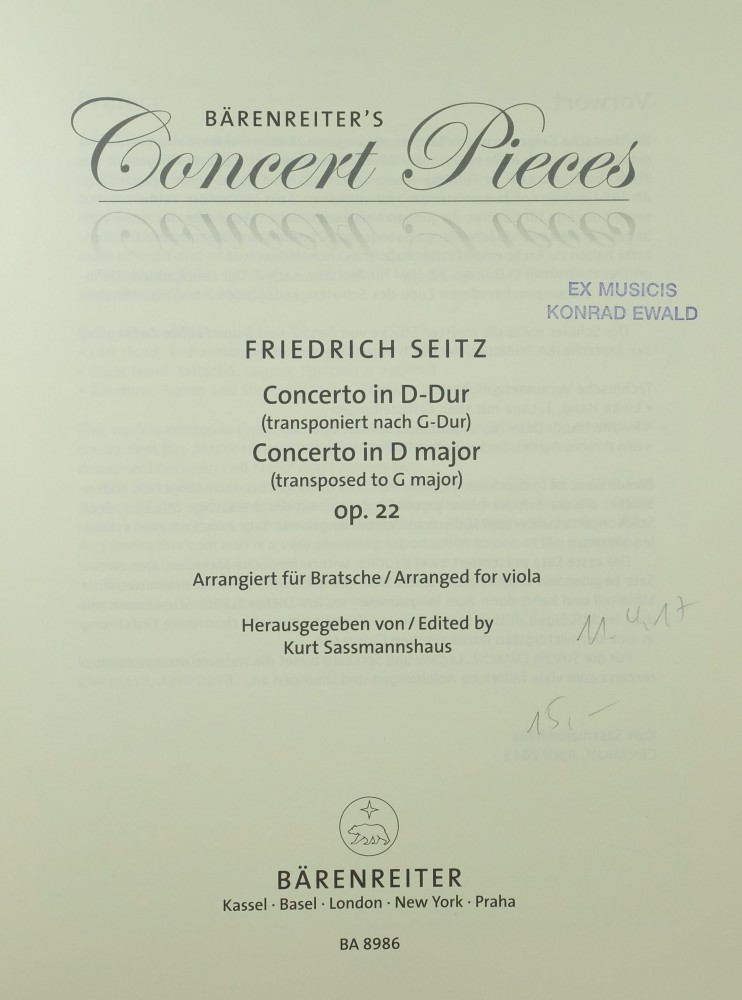 BÄRENREITER'S
Concert Pieces
EX MUSICIS
KONRAD EWALD
FRIEDRICH SEITZ
Concerto in D-Dur
(transponiert nach G-Dur)
Concerto in D major
(transposed to G major)
op. 22
Arrangiert für Bratsche / Arranged for viola
Herausgegeben von / Edited by
Kurt Sassmannshaus
11. 4. 17
15,–
BÄRENREITER
Kassel · Basel · London · New York · Praha
BA 8986